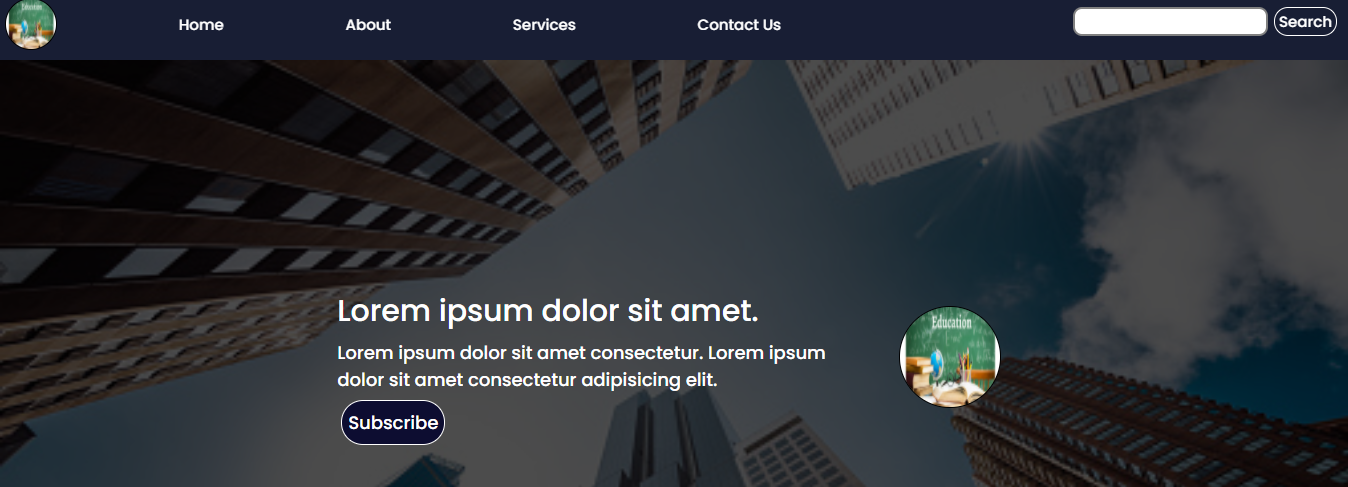 Education
Home
About
Services
Contact Us
Search
Lorem ipsum dolor sit amet.
Lorem ipsum dolor sit amet consectetur. Lorem ipsum
dolor sit amet consectetur adipisicing elit.
Subscribe
Education